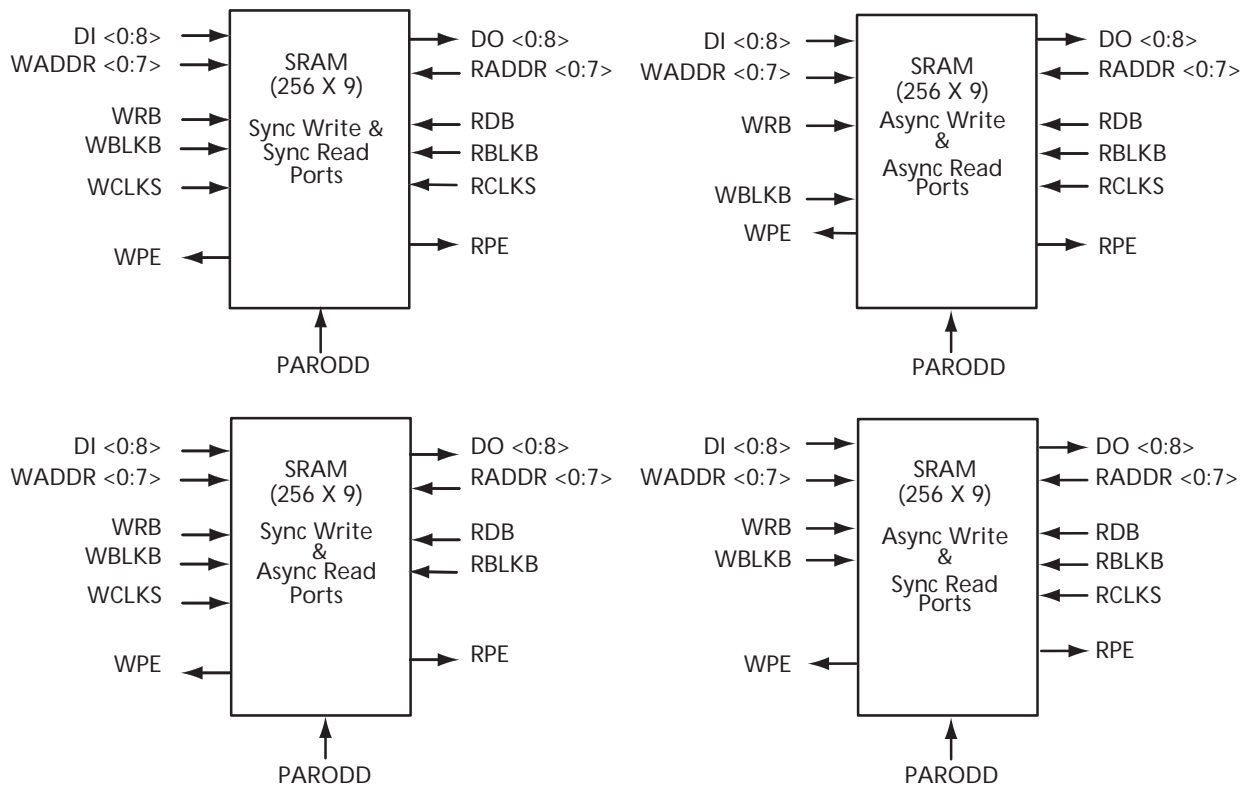 DI <0:8>
WADDR <0:7>
WRB
WBLKB
WCLKS
WPE
SRAM
(256 X 9)
Sync Write &
Sync Read
Ports
DO <0:8>
RADDR <0:7>
RDB
RBLKB
RCLKS
RPE
PARODD
DI <0:8>
WADDR <0:7>
WRB
WBLKB
WPE
SRAM
(256 X 9)
Async Write
&
Async Read
Ports
DO <0:8>
RADDR <0:7>
RDB
RBLKB
RCLKS
RPE
PARODD
DI <0:8>
WADDR <0:7>
WRB
WBLKB
WCLKS
WPE
SRAM
(256 X 9)
Sync Write
&
Async Read
Ports
DO <0:8>
RADDR <0:7>
RDB
RBLKB
RPE
PARODD
DI <0:8>
WADDR <0:7>
WRB
WBLKB
WPE
SRAM
(256 X 9)
Async Write
&
Sync Read
Ports
DO <0:8>
RADDR <0:7>
RDB
RBLKB
RCLKS
RPE
PARODD